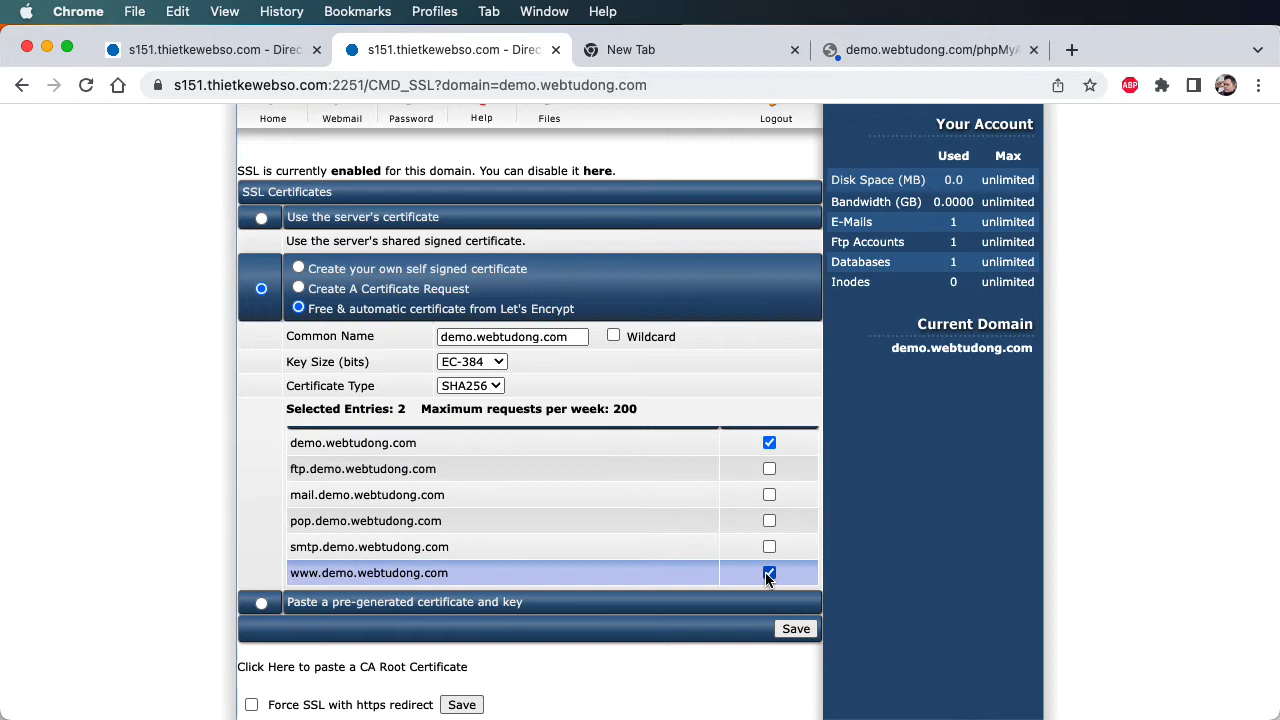 Chrome File Edit View History Bookmarks Profiles Tab Window Help
s151.thietkewebso.com - Direc s151.thietkewebso.com - Direc New Tab demo.webtudong.com/phpMyA
s151.thietkewebso.com:2251/CMD_SSL?domain=demo.webtudong.com
ABP
Home Webmail Password Help Files Logout
SSL is currently enabled for this domain. You can disable it here.
SSL Certificates
Use the server's certificate
Use the server's shared signed certificate.
Create your own self signed certificate
Create A Certificate Request
Free & automatic certificate from Let's Encrypt
Common Name demo.webtudong.com Wildcard
Key Size (bits) EC-384
Certificate Type SHA256
Selected Entries: 2 Maximum requests per week: 200
demo.webtudong.com
ftp.demo.webtudong.com
mail.demo.webtudong.com
pop.demo.webtudong.com
smtp.demo.webtudong.com
www.demo.webtudong.com
Paste a pre-generated certificate and key
Save
Click Here to paste a CA Root Certificate
Force SSL with https redirect Save
Your Account
Used Max
Disk Space (MB) 0.0 unlimited
Bandwidth (GB) 0.0000 unlimited
E-Mails 1 unlimited
Ftp Accounts 1 unlimited
Databases 1 unlimited
Inodes 0 unlimited
Current Domain
demo.webtudong.com